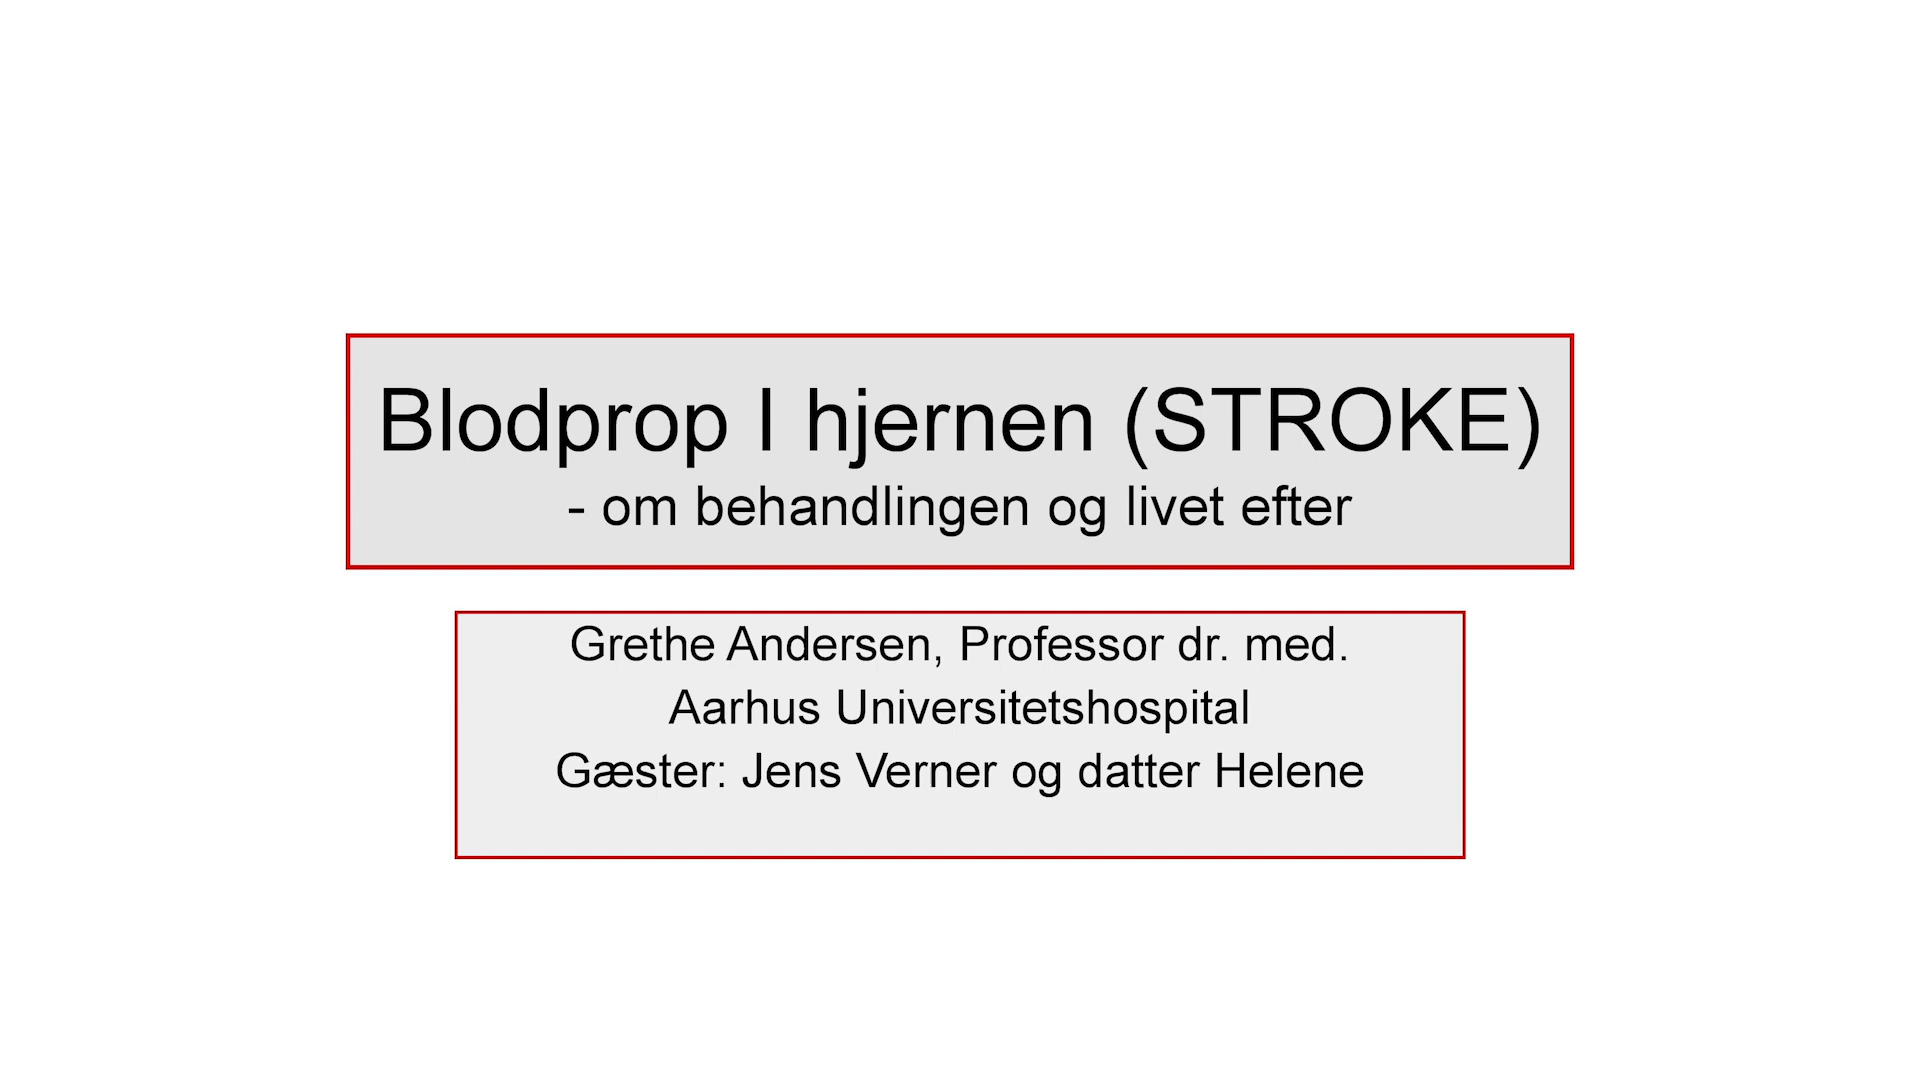 Blodprop I hjernen (STROKE)
- om behandlingen og livet efter
Grethe Andersen, Professor dr. med.
Aarhus Universitetshospital
Gæster: Jens Verner og datter Helene